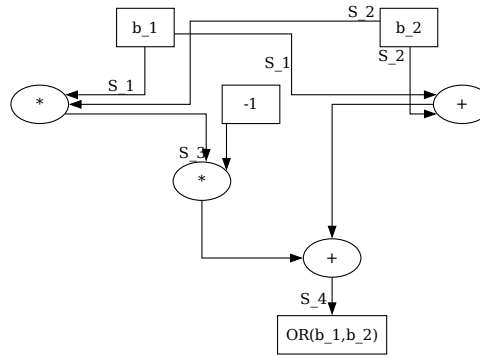 b_1
S_2
b_2
S_2
S_1
S_1
*
-1
+
S_3
*
+
S_4
OR(b_1,b_2)